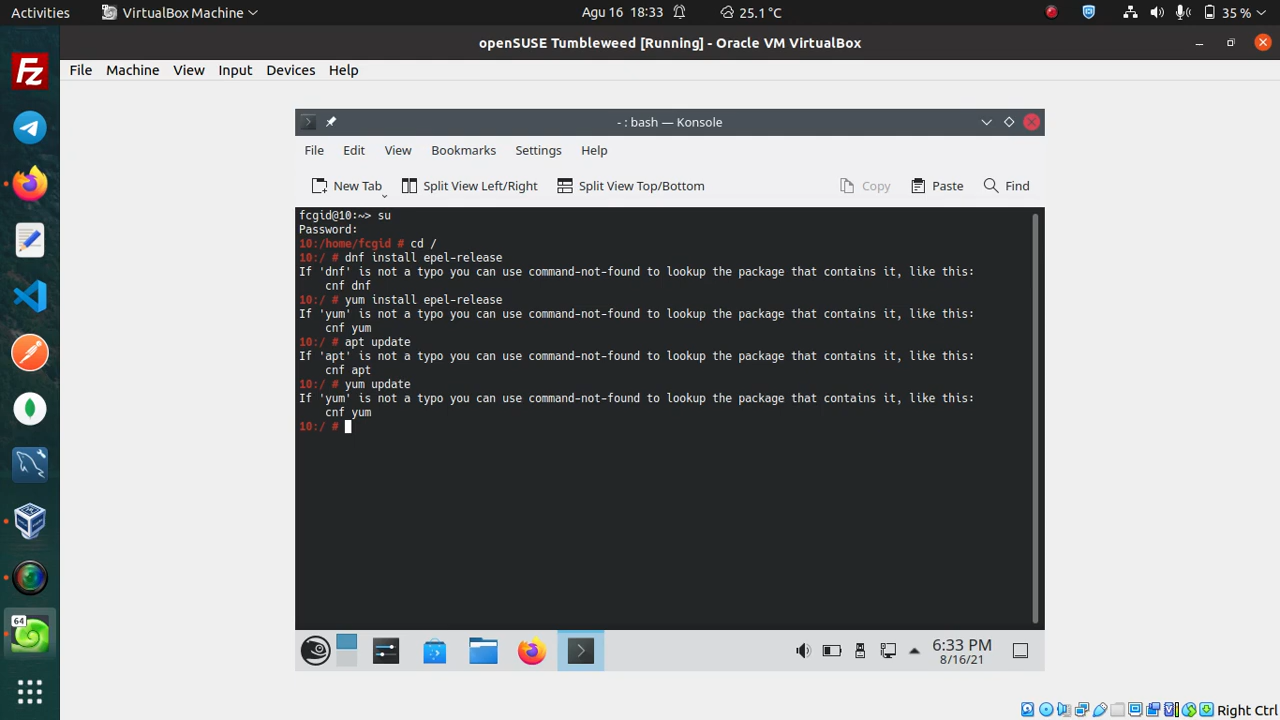 Activities VirtualBox Machine Agu 16 18:33 25.1 °C 35 %
openSUSE Tumbleweed [Running] - Oracle VM VirtualBox
File Machine View Input Devices Help
- : bash — Konsole
File Edit View Bookmarks Settings Help
New Tab Split View Left/Right Split View Top/Bottom Copy Paste Find
fcgid@10:~> su
Password:
10:/home/fcgid # cd /
10:/ # dnf install epel-release
If 'dnf' is not a typo you can use command-not-found to lookup the package that contains it, like this:
cnf dnf
10:/ # yum install epel-release
If 'yum' is not a typo you can use command-not-found to lookup the package that contains it, like this:
cnf yum
10:/ # apt update
If 'apt' is not a typo you can use command-not-found to lookup the package that contains it, like this:
cnf apt
10:/ # yum update
If 'yum' is not a typo you can use command-not-found to lookup the package that contains it, like this:
cnf yum
10:/ #
64
6:33 PM
8/16/21
Right Ctrl